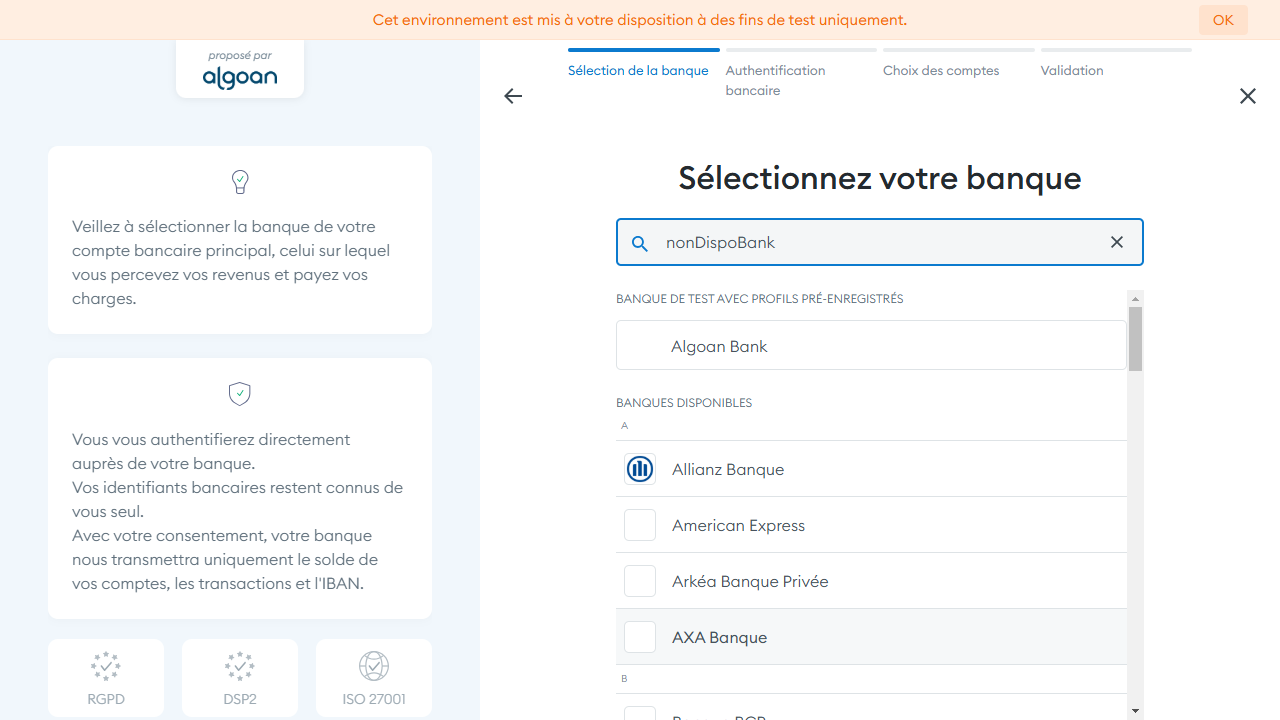 Cet environnement est mis à votre disposition à des fins de test uniquement.
OK
proposé par
algoan
Veillez à sélectionner la banque de votre
compte bancaire principal, celui sur lequel
vous percevez vos revenus et payez vos
charges.
Vous vous authentifierez directement
auprès de votre banque.
Vos identifiants bancaires restent connus de
vous seul.
Avec votre consentement, votre banque
nous transmettra uniquement le solde de
vos comptes, les transactions et l'IBAN.
RGPD
DSP2
ISO 27001
Sélection de la banque
Authentification
bancaire
Choix des comptes
Validation
Sélectionnez votre banque
nonDispoBank
BANQUE DE TEST AVEC PROFILS PRÉ-ENREGISTRÉS
Algoan Bank
BANQUES DISPONIBLES
A
Allianz Banque
American Express
Arkéa Banque Privée
AXA Banque
B
Banque BCP